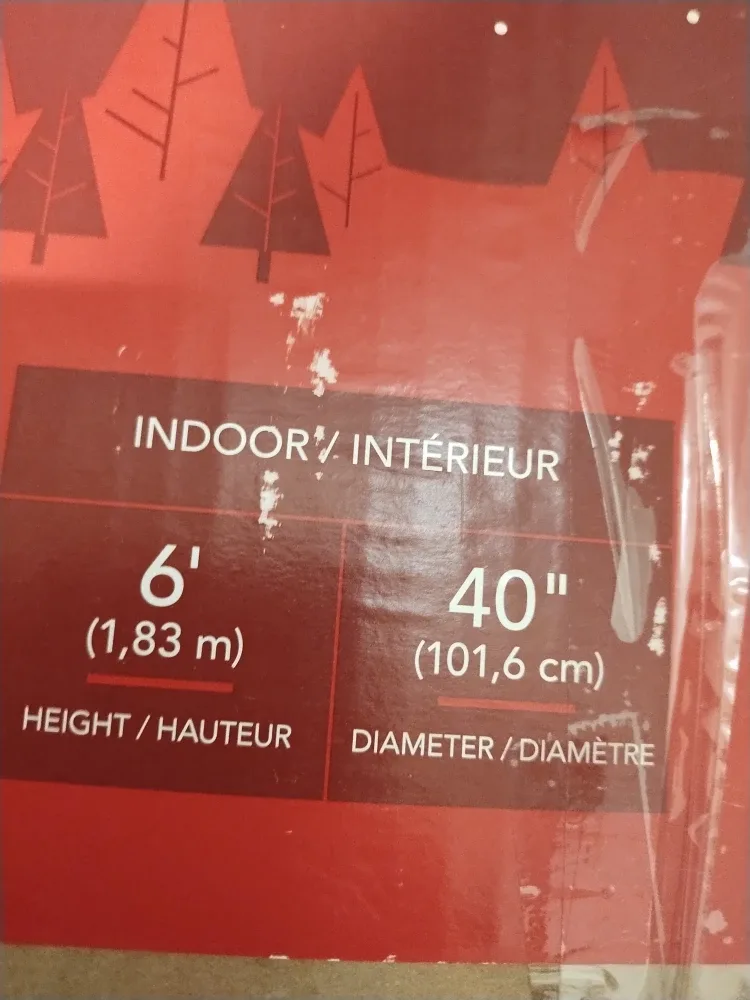 INDOOR / INTÉRIEUR
6' 40"
(1,83 m) (101,6 cm)
HEIGHT / HAUTEUR DIAMETER / DIAMÈTRE